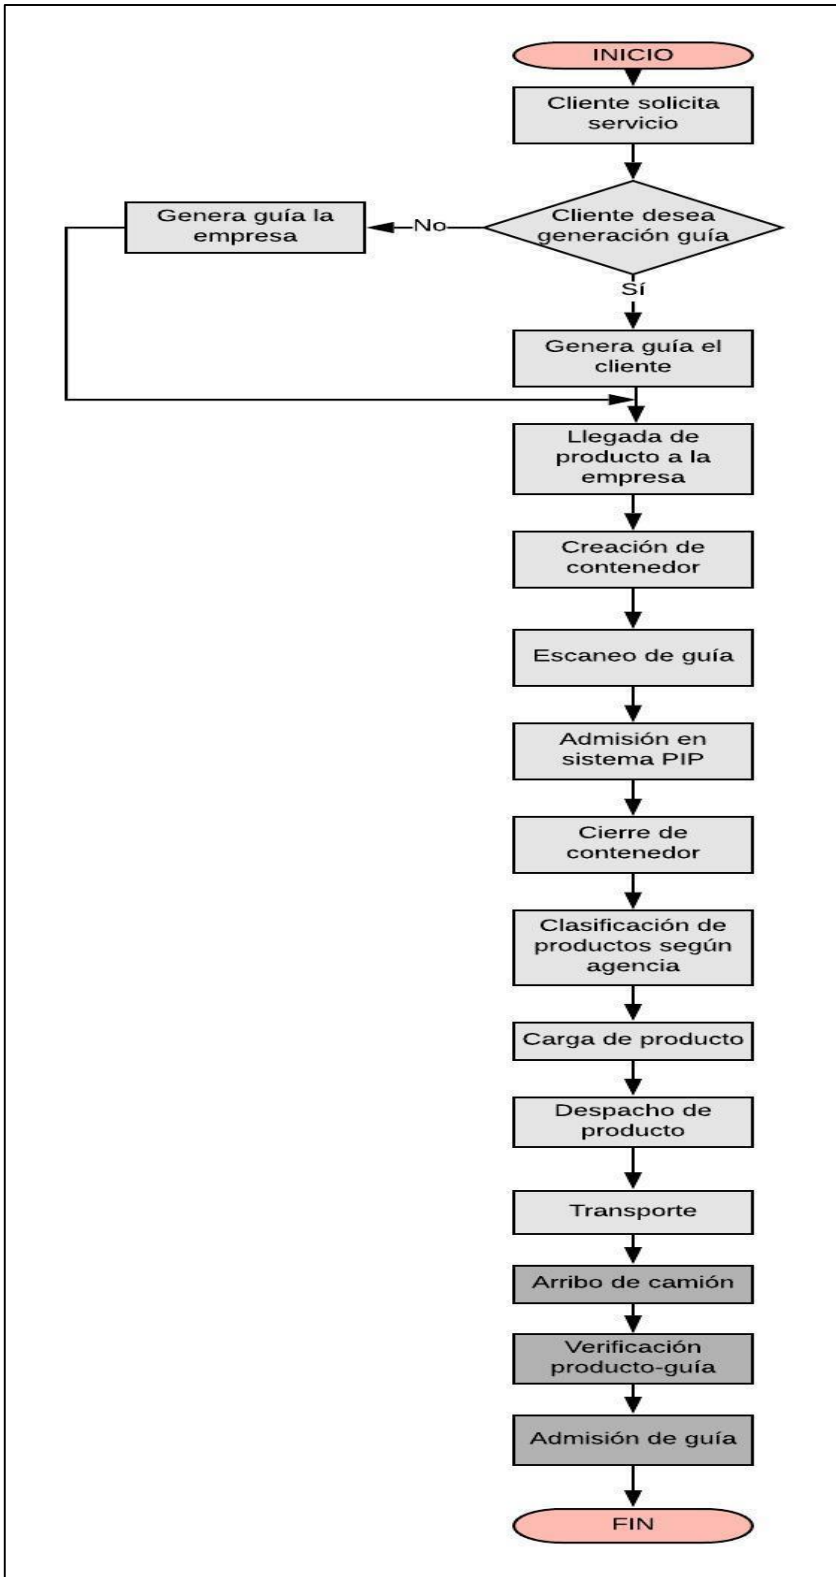 INICIO
Cliente solicita
servicio
Cliente desea
generación guía
No
Genera guía la
empresa
Sí
Genera guía el
cliente
Llegada de
producto a la
empresa
Creación de
contenedor
Escaneo de guía
Admisión en
sistema PIP
Cierre de
contenedor
Clasificación de
productos según
agencia
Carga de producto
Despacho de
producto
Transporte
Arribo de camión
Verificación
producto-guía
Admisión de guía
FIN